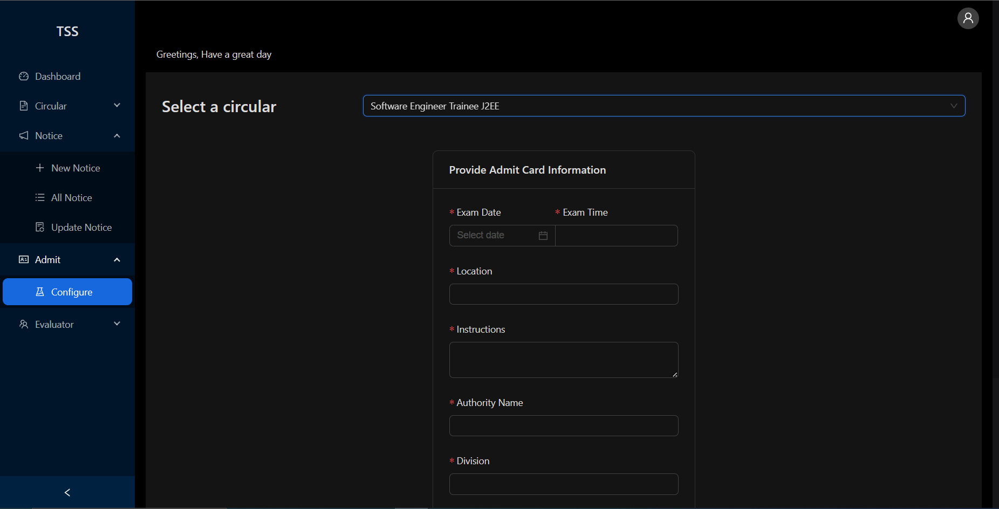 TSS
Greetings, Have a great day
Dashboard
Circular
Notice
New Notice
All Notice
Update Notice
Admit
Configure
Evaluator
Select a circular
Software Engineer Trainee J2EE
Provide Admit Card Information
* Exam Date * Exam Time
Select date
* Location
* Instructions
* Authority Name
* Division